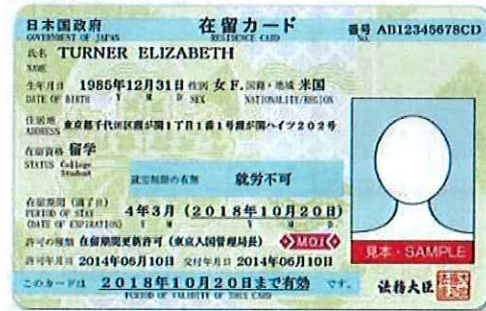 日本国政府 在留カード 番号 AB12345678CD
GOVERNMENT OF JAPAN RESIDENCE CARD No.
氏名 TURNER ELIZABETH
NAME
生年月日 1985年12月31日 性別 女 F. 国籍・地域 米国
DATE OF BIRTH Y M D SEX NATIONALITY/REGION
住居地 東京都千代田区霞が関1丁目1番1号霞が関ハイツ202号
ADDRESS
在留資格 留学
STATUS College Student
就労制限の有無 就労不可
在留期間(満了日) 4年3月(2018年10月20日)
PERIOD OF STAY
(DATE OF EXPIRATION) Y M Y M D
許可の種類 在留期間更新許可(東京入国管理局長) MOJ
見本・SAMPLE
許可年月日 2014年06月10日 交付年月日 2014年06月10日
このカードは 2018年10月20日まで有効 です。 法務大臣
PERIOD OF VALIDITY OF THIS CARD